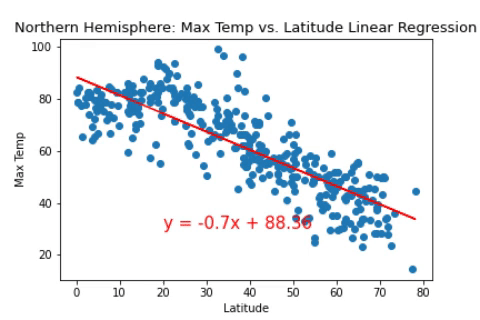 Northern Hemisphere: Max Temp vs. Latitude Linear Regression
100
80
60
40
20
Max Temp
y = -0.7x + 88.36
0 10 20 30 40 50 60 70 80
Latitude